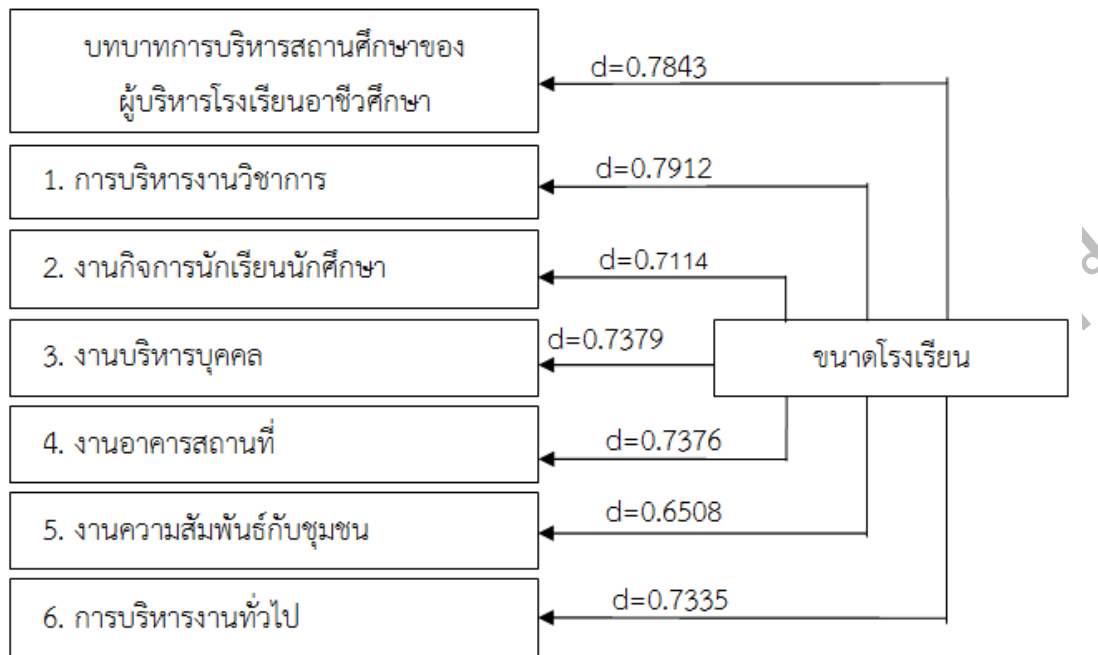 บทบาทการบริหารสถานศึกษาของ
ผู้บริหารโรงเรียนอาชีวศึกษา
d=0.7843
1. การบริหารงานวิชาการ
d=0.7912
2. งานกิจการนักเรียนนักศึกษา
d=0.7114
3. งานบริหารบุคคล
d=0.7379
ขนาดโรงเรียน
4. งานอาคารสถานที่
d=0.7376
5. งานความสัมพันธ์กับชุมชน
d=0.6508
6. การบริหารงานทั่วไป
d=0.7335